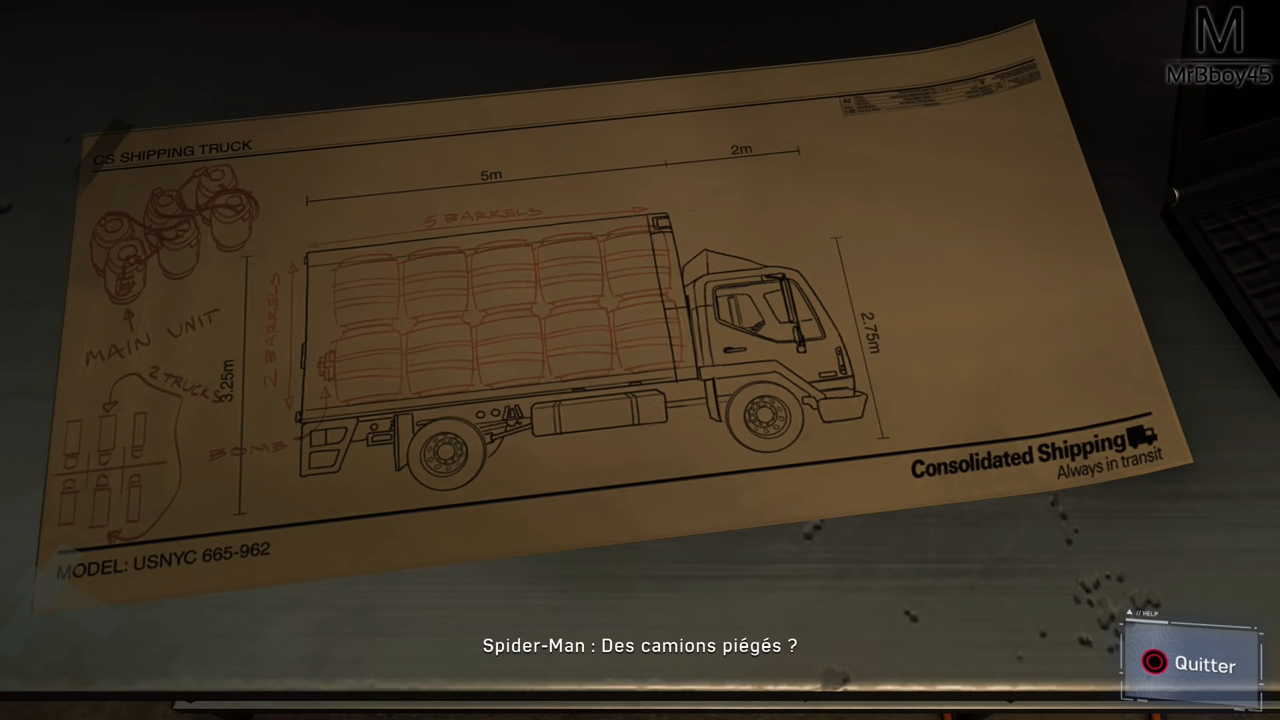 M
MrBboy45
CS SHIPPING TRUCK
5m
2m
5 BARRELS
2 BARRELS
MAIN UNIT
3.25m
2.75m
2 TRUCKS
BOMB
Consolidated Shipping
Always in transit
MODEL: USNYC 665-962
// HELP
Spider-Man : Des camions piégés ?
Quitter